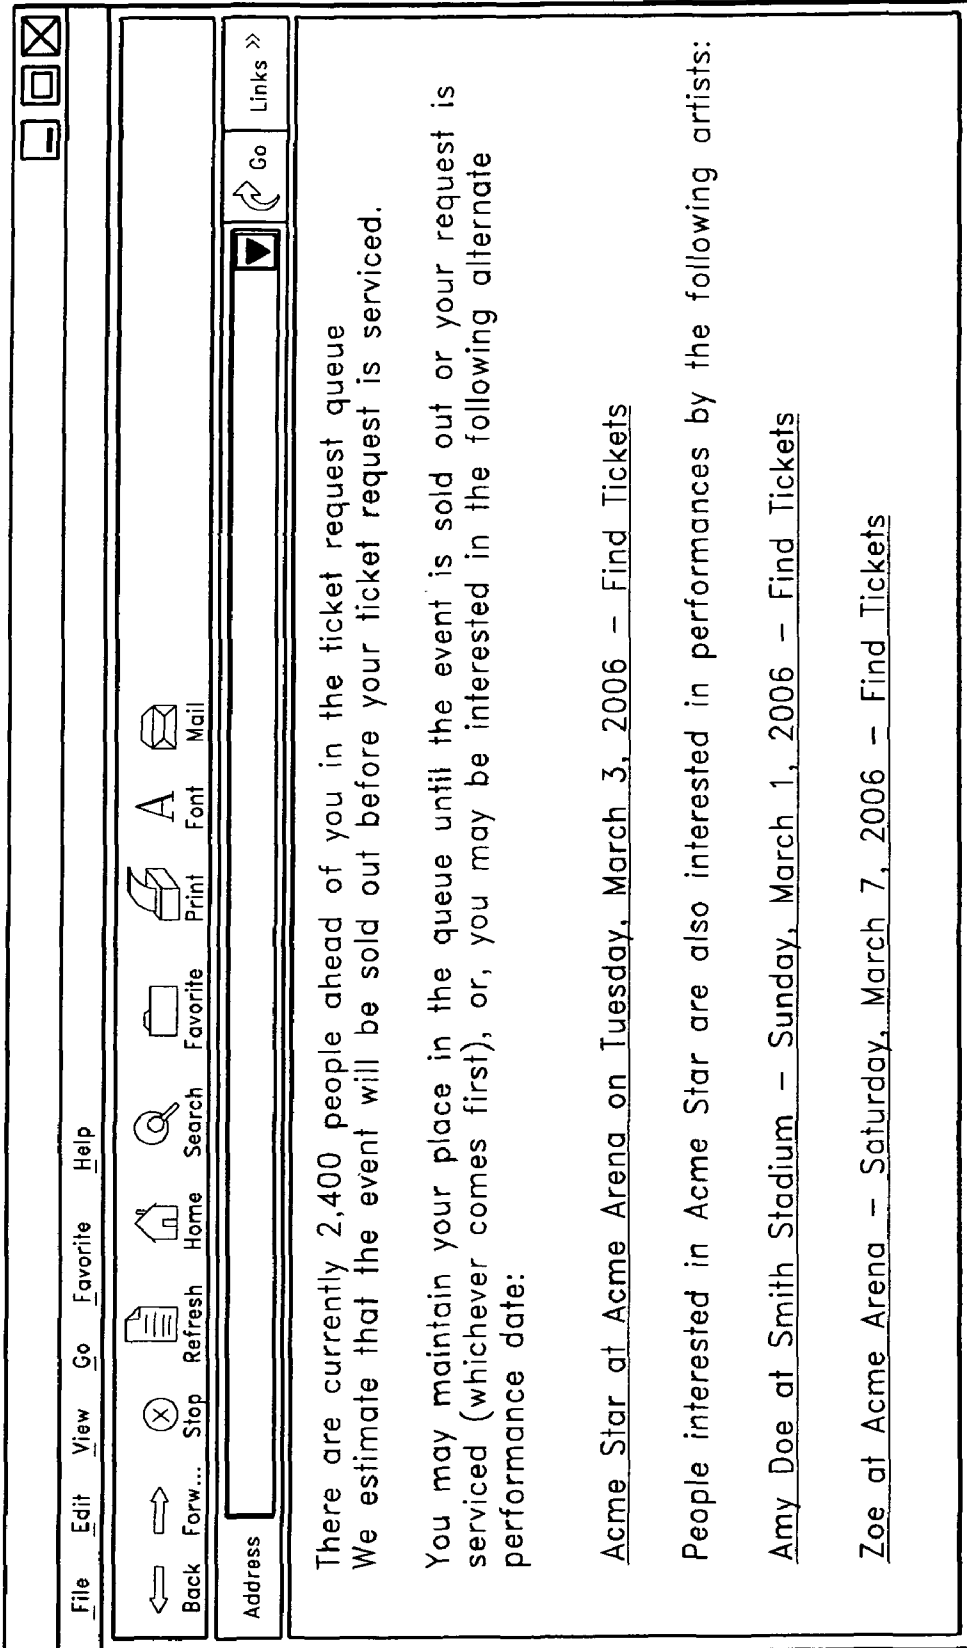 File Edit View Go Favorite Help
Back Forw... Stop Refresh Home Search Favorite Print Font Mail
Address Go Links »
There are currently 2,400 people ahead of you in the ticket request queue
We estimate that the event will be sold out before your ticket request is serviced.
You may maintain your place in the queue until the event is sold out or your request is
serviced (whichever comes first), or, you may be interested in the following alternate
performance date:
Acme Star at Acme Arena on Tuesday, March 3, 2006 – Find Tickets
People interested in Acme Star are also interested in performances by the following artists:
Amy Doe at Smith Stadium – Sunday, March 1, 2006 – Find Tickets
Zoe at Acme Arena – Saturday, March 7, 2006 – Find Tickets